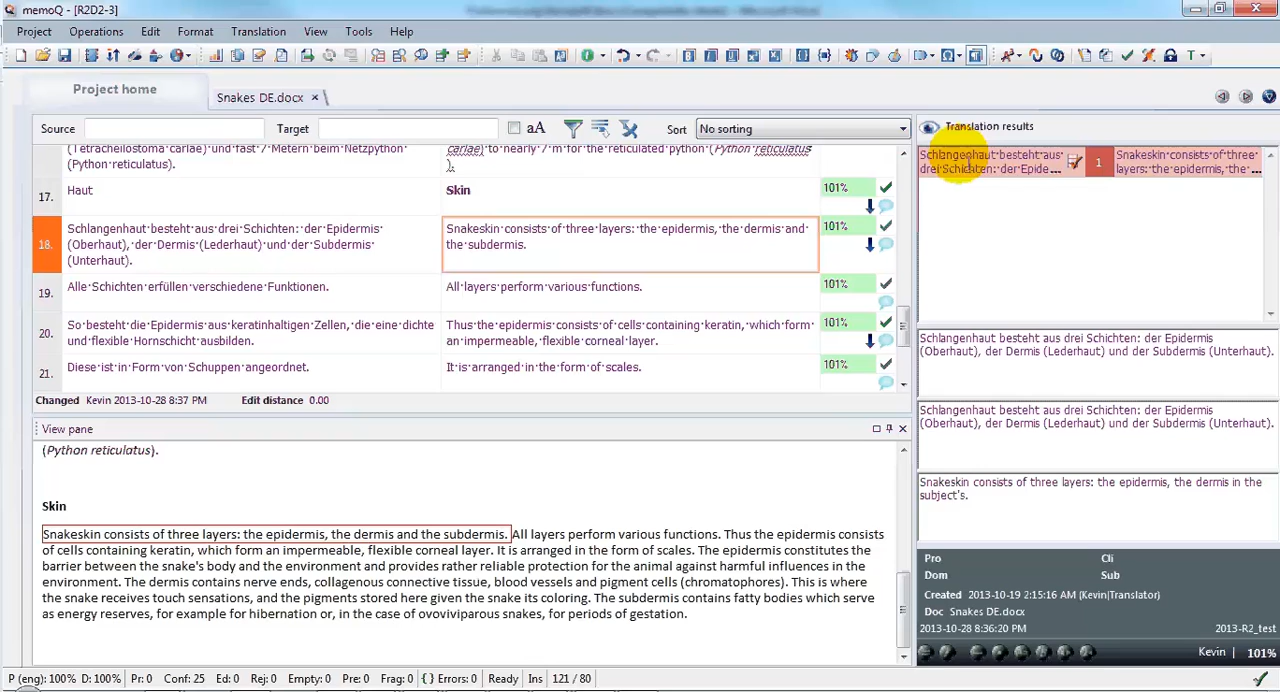 memoQ - [R2D2-3]
Project Operations Edit Format Translation View Tools Help
Project home
Snakes DE.docx ×
Source Target aA Sort No sorting
(Tetracheilostoma carlae) und fast 7 Metern beim Netzpython
(Python reticulatus).
carlae) to nearly 7 m for the reticulated python (Python reticulatus
).
17. Haut Skin 101%
18. Schlangenhaut besteht aus drei Schichten: der Epidermis
(Oberhaut), der Dermis (Lederhaut) und der Subdermis
(Unterhaut).
Snakeskin consists of three layers: the epidermis, the dermis and
the subdermis.
101%
19. Alle Schichten erfüllen verschiedene Funktionen. All layers perform various functions. 101%
20. So besteht die Epidermis aus keratinhaltigen Zellen, die eine dichte
und flexible Hornschicht ausbilden.
Thus the epidermis consists of cells containing keratin, which form
an impermeable, flexible corneal layer.
101%
21. Diese ist in Form von Schuppen angeordnet. It is arranged in the form of scales. 101%
Changed Kevin 2013-10-28 8:37 PM Edit distance 0.00
View pane
(Python reticulatus).
Skin
Snakeskin consists of three layers: the epidermis, the dermis and the subdermis. All layers perform various functions. Thus the epidermis consists
of cells containing keratin, which form an impermeable, flexible corneal layer. It is arranged in the form of scales. The epidermis constitutes the
barrier between the snake's body and the environment and provides rather reliable protection for the animal against harmful influences in the
environment. The dermis contains nerve ends, collagenous connective tissue, blood vessels and pigment cells (chromatophores). This is where
the snake receives touch sensations, and the pigments stored here given the snake its coloring. The subdermis contains fatty bodies which serve
as energy reserves, for example for hibernation or, in the case of ovoviviparous snakes, for periods of gestation.
Translation results
Schlangenhaut besteht aus
drei Schichten: der Epide...
1
Snakeskin consists of three
layers: the epidermis, the ...
Schlangenhaut besteht aus drei Schichten: der Epidermis
(Oberhaut), der Dermis (Lederhaut) und der Subdermis (Unterhaut).
Schlangenhaut besteht aus drei Schichten: der Epidermis
(Oberhaut), der Dermis (Lederhaut) und der Subdermis (Unterhaut).
Snakeskin consists of three layers: the epidermis, the dermis in the
subject's.
Pro Cli
Dom Sub
Created 2013-10-19 2:15:16 AM (Kevin|Translator)
Doc Snakes DE.docx
2013-10-28 8:36:20 PM 2013-R2_test
Kevin | 101%
P (eng): 100% D: 100% Pr: 0 Conf: 25 Ed: 0 Rej: 0 Empty: 0 Pre: 0 Frag: 0 { } Errors: 0 Ready Ins 121 / 80